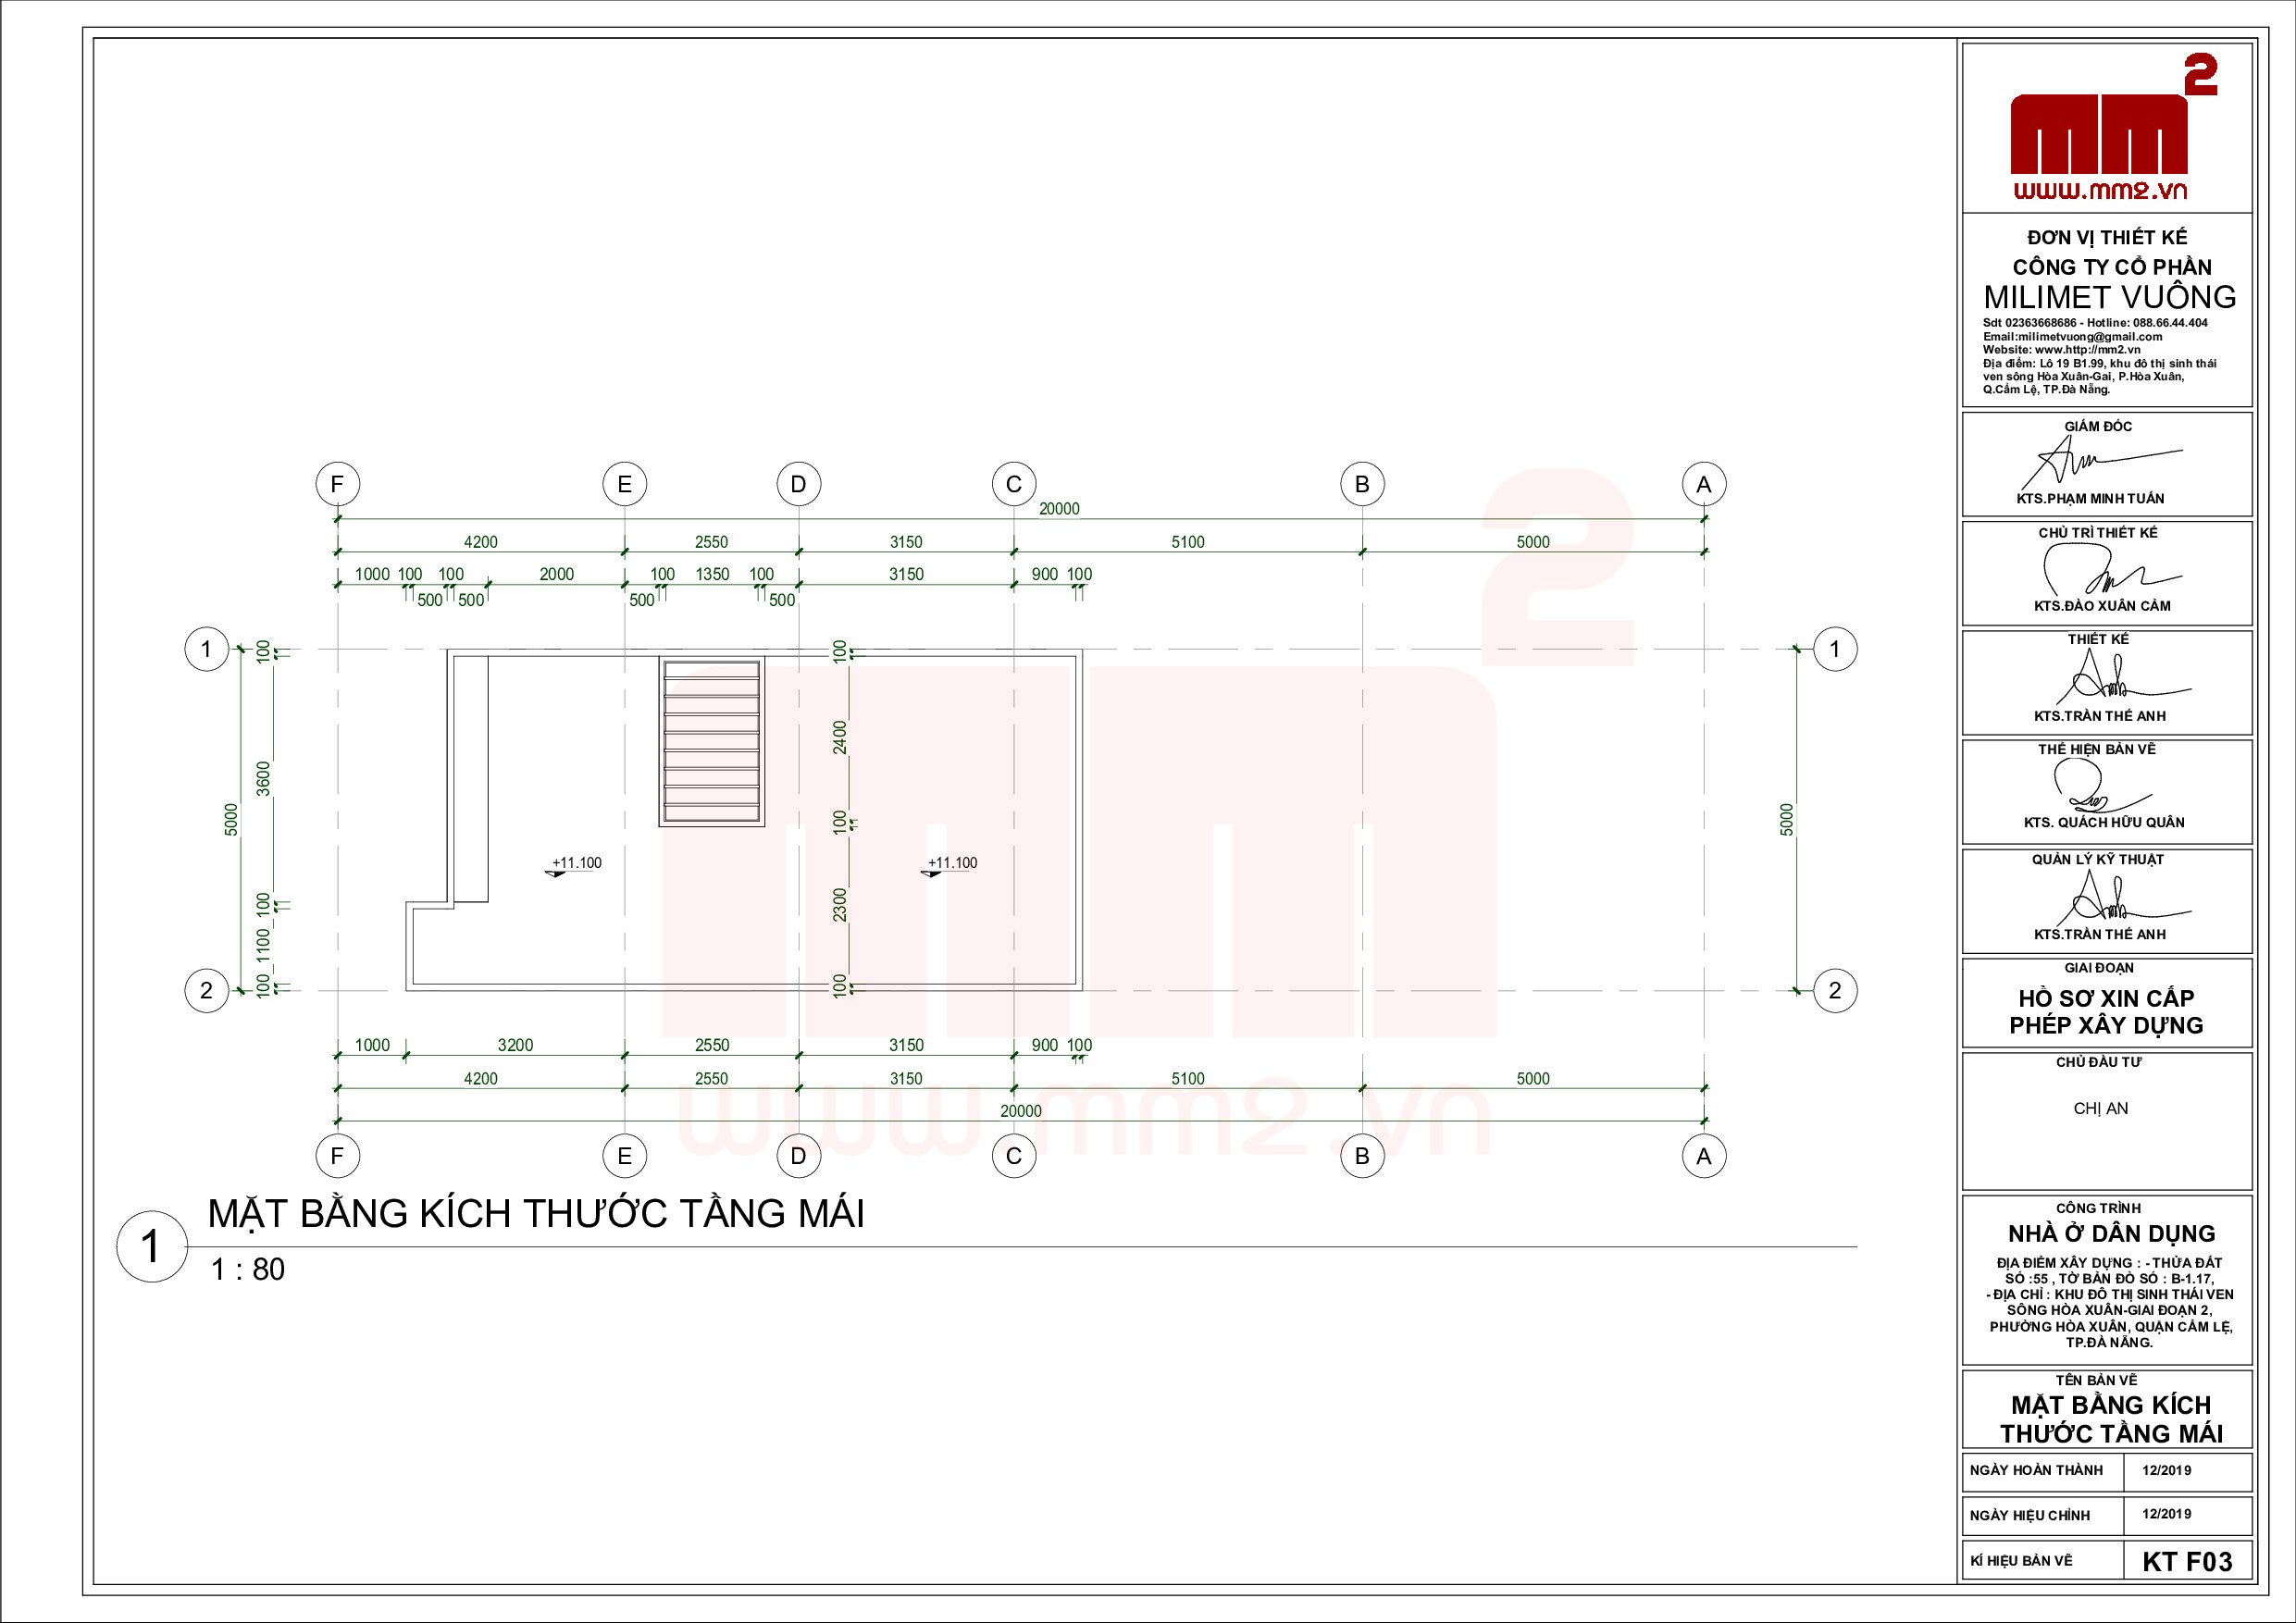 F E D C B A
20000
4200 2550 3150 5100 5000
1000 100 100 2000 100 1350 100 3150 900 100
500 500 500 500
1 100 100 1
3600 2400
5000 100 5000
+11.100 +11.100
100 2300
1100
2 100 100 2
1000 3200 2550 3150 900 100
4200 2550 3150 5100 5000
20000
F E D C B A
mm2
www.mm2.vn
MẶT BẰNG KÍCH THƯỚC TẦNG MÁI
1
1 : 80
mm2
www.mm2.vn
ĐƠN VỊ THIẾT KẾ
CÔNG TY CỔ PHẦN
MILIMET VUÔNG
Sdt 02363668686 - Hotline: 088.66.44.404
Email:milimetvuong@gmail.com
Website: www.http://mm2.vn
Địa điểm: Lô 19 B1.99, khu đô thị sinh thái
ven sông Hòa Xuân-Gai, P.Hòa Xuân,
Q.Cẩm Lệ, TP.Đà Nẵng.
GIÁM ĐỐC
KTS.PHẠM MINH TUẤN
CHỦ TRÌ THIẾT KẾ
KTS.ĐÀO XUÂN CẢM
THIẾT KẾ
KTS.TRẦN THẾ ANH
THỂ HIỆN BẢN VẼ
KTS. QUÁCH HỮU QUÂN
QUẢN LÝ KỸ THUẬT
KTS.TRẦN THẾ ANH
GIAI ĐOẠN
HỒ SƠ XIN CẤP
PHÉP XÂY DỰNG
CHỦ ĐẦU TƯ
CHỊ AN
CÔNG TRÌNH
NHÀ Ở DÂN DỤNG
ĐỊA ĐIỂM XÂY DỰNG : - THỬA ĐẤT
SỐ :55 , TỜ BẢN ĐỒ SỐ : B-1.17,
- ĐỊA CHỈ : KHU ĐÔ THỊ SINH THÁI VEN
SÔNG HÒA XUÂN-GIAI ĐOẠN 2,
PHƯỜNG HÒA XUÂN, QUẬN CẨM LỆ,
TP.ĐÀ NẴNG.
TÊN BẢN VẼ
MẶT BẰNG KÍCH
THƯỚC TẦNG MÁI
NGÀY HOÀN THÀNH 12/2019
NGÀY HIỆU CHỈNH 12/2019
KÍ HIỆU BẢN VẼ KT F03